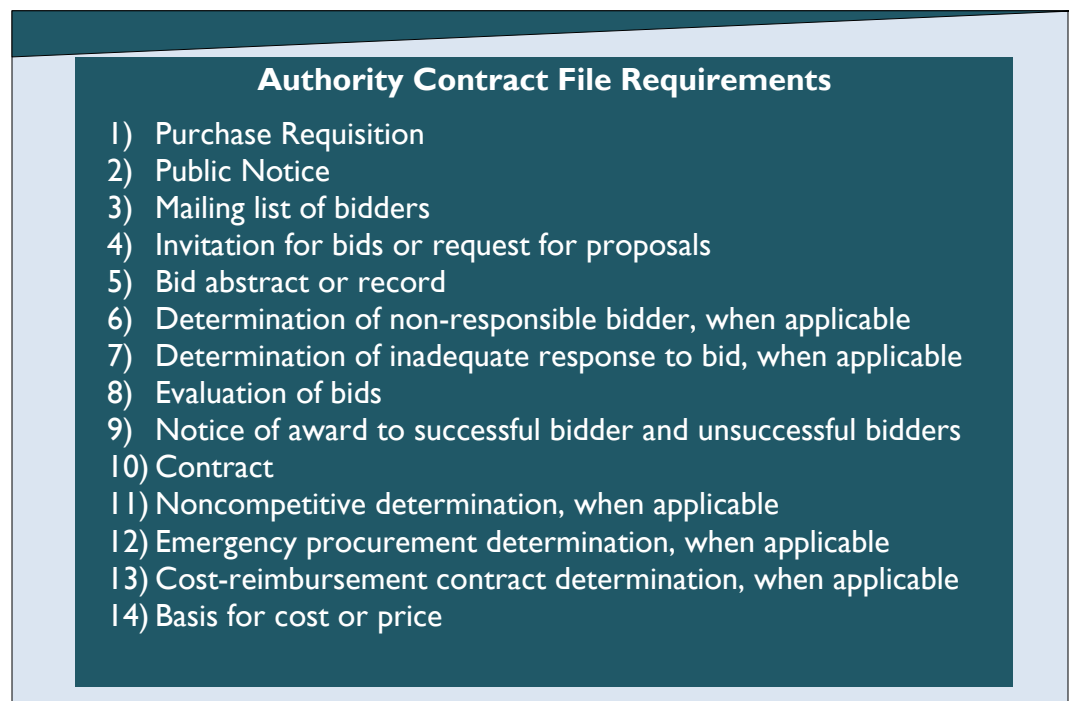 Authority Contract File Requirements
1) Purchase Requisition
2) Public Notice
3) Mailing list of bidders
4) Invitation for bids or request for proposals
5) Bid abstract or record
6) Determination of non-responsible bidder, when applicable
7) Determination of inadequate response to bid, when applicable
8) Evaluation of bids
9) Notice of award to successful bidder and unsuccessful bidders
10) Contract
11) Noncompetitive determination, when applicable
12) Emergency procurement determination, when applicable
13) Cost-reimbursement contract determination, when applicable
14) Basis for cost or price